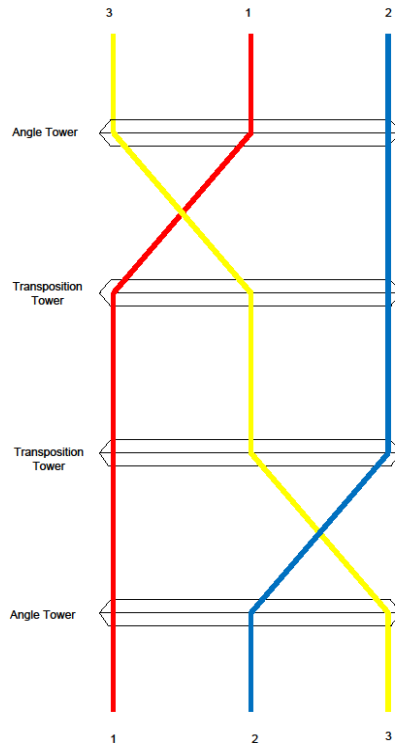 3 1 2
Angle Tower
Transposition
Tower
Transposition
Tower
Angle Tower
1 2 3